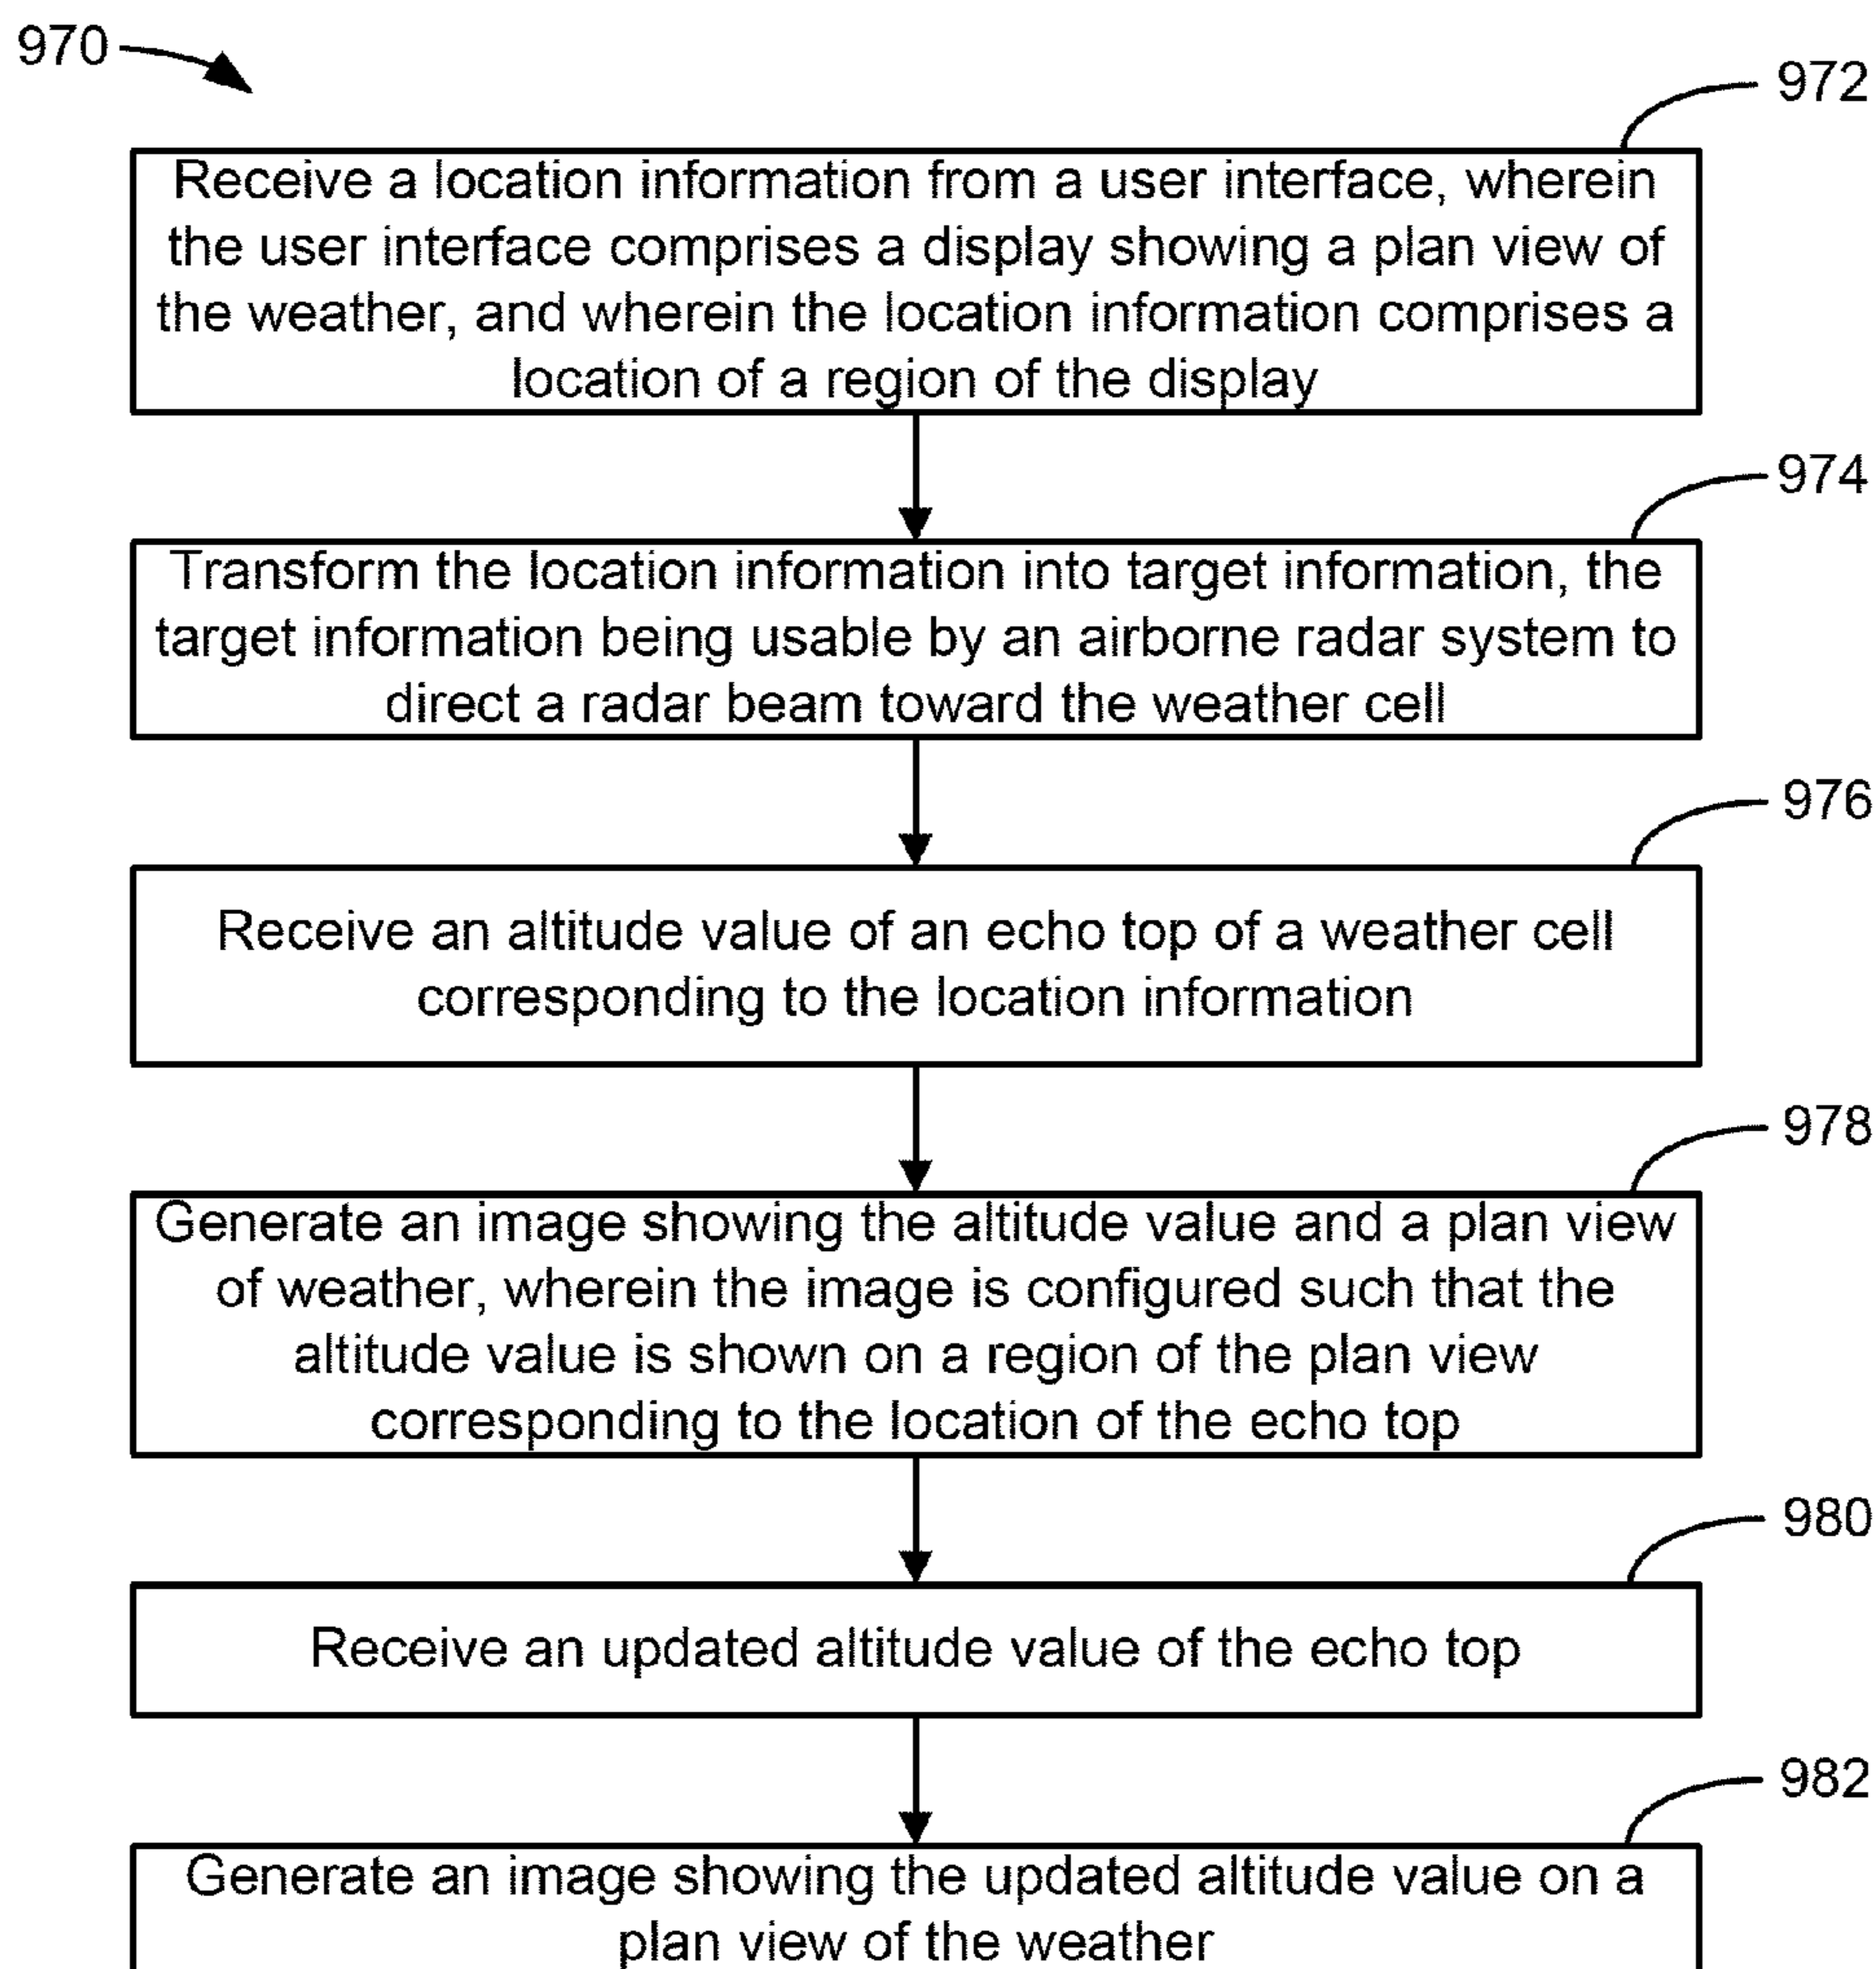 970
972
Receive a location information from a user interface, wherein
the user interface comprises a display showing a plan view of
the weather, and wherein the location information comprises a
location of a region of the display
974
Transform the location information into target information, the
target information being usable by an airborne radar system to
direct a radar beam toward the weather cell
976
Receive an altitude value of an echo top of a weather cell
corresponding to the location information
978
Generate an image showing the altitude value and a plan view
of weather, wherein the image is configured such that the
altitude value is shown on a region of the plan view
corresponding to the location of the echo top
980
Receive an updated altitude value of the echo top
982
Generate an image showing the updated altitude value on a
plan view of the weather